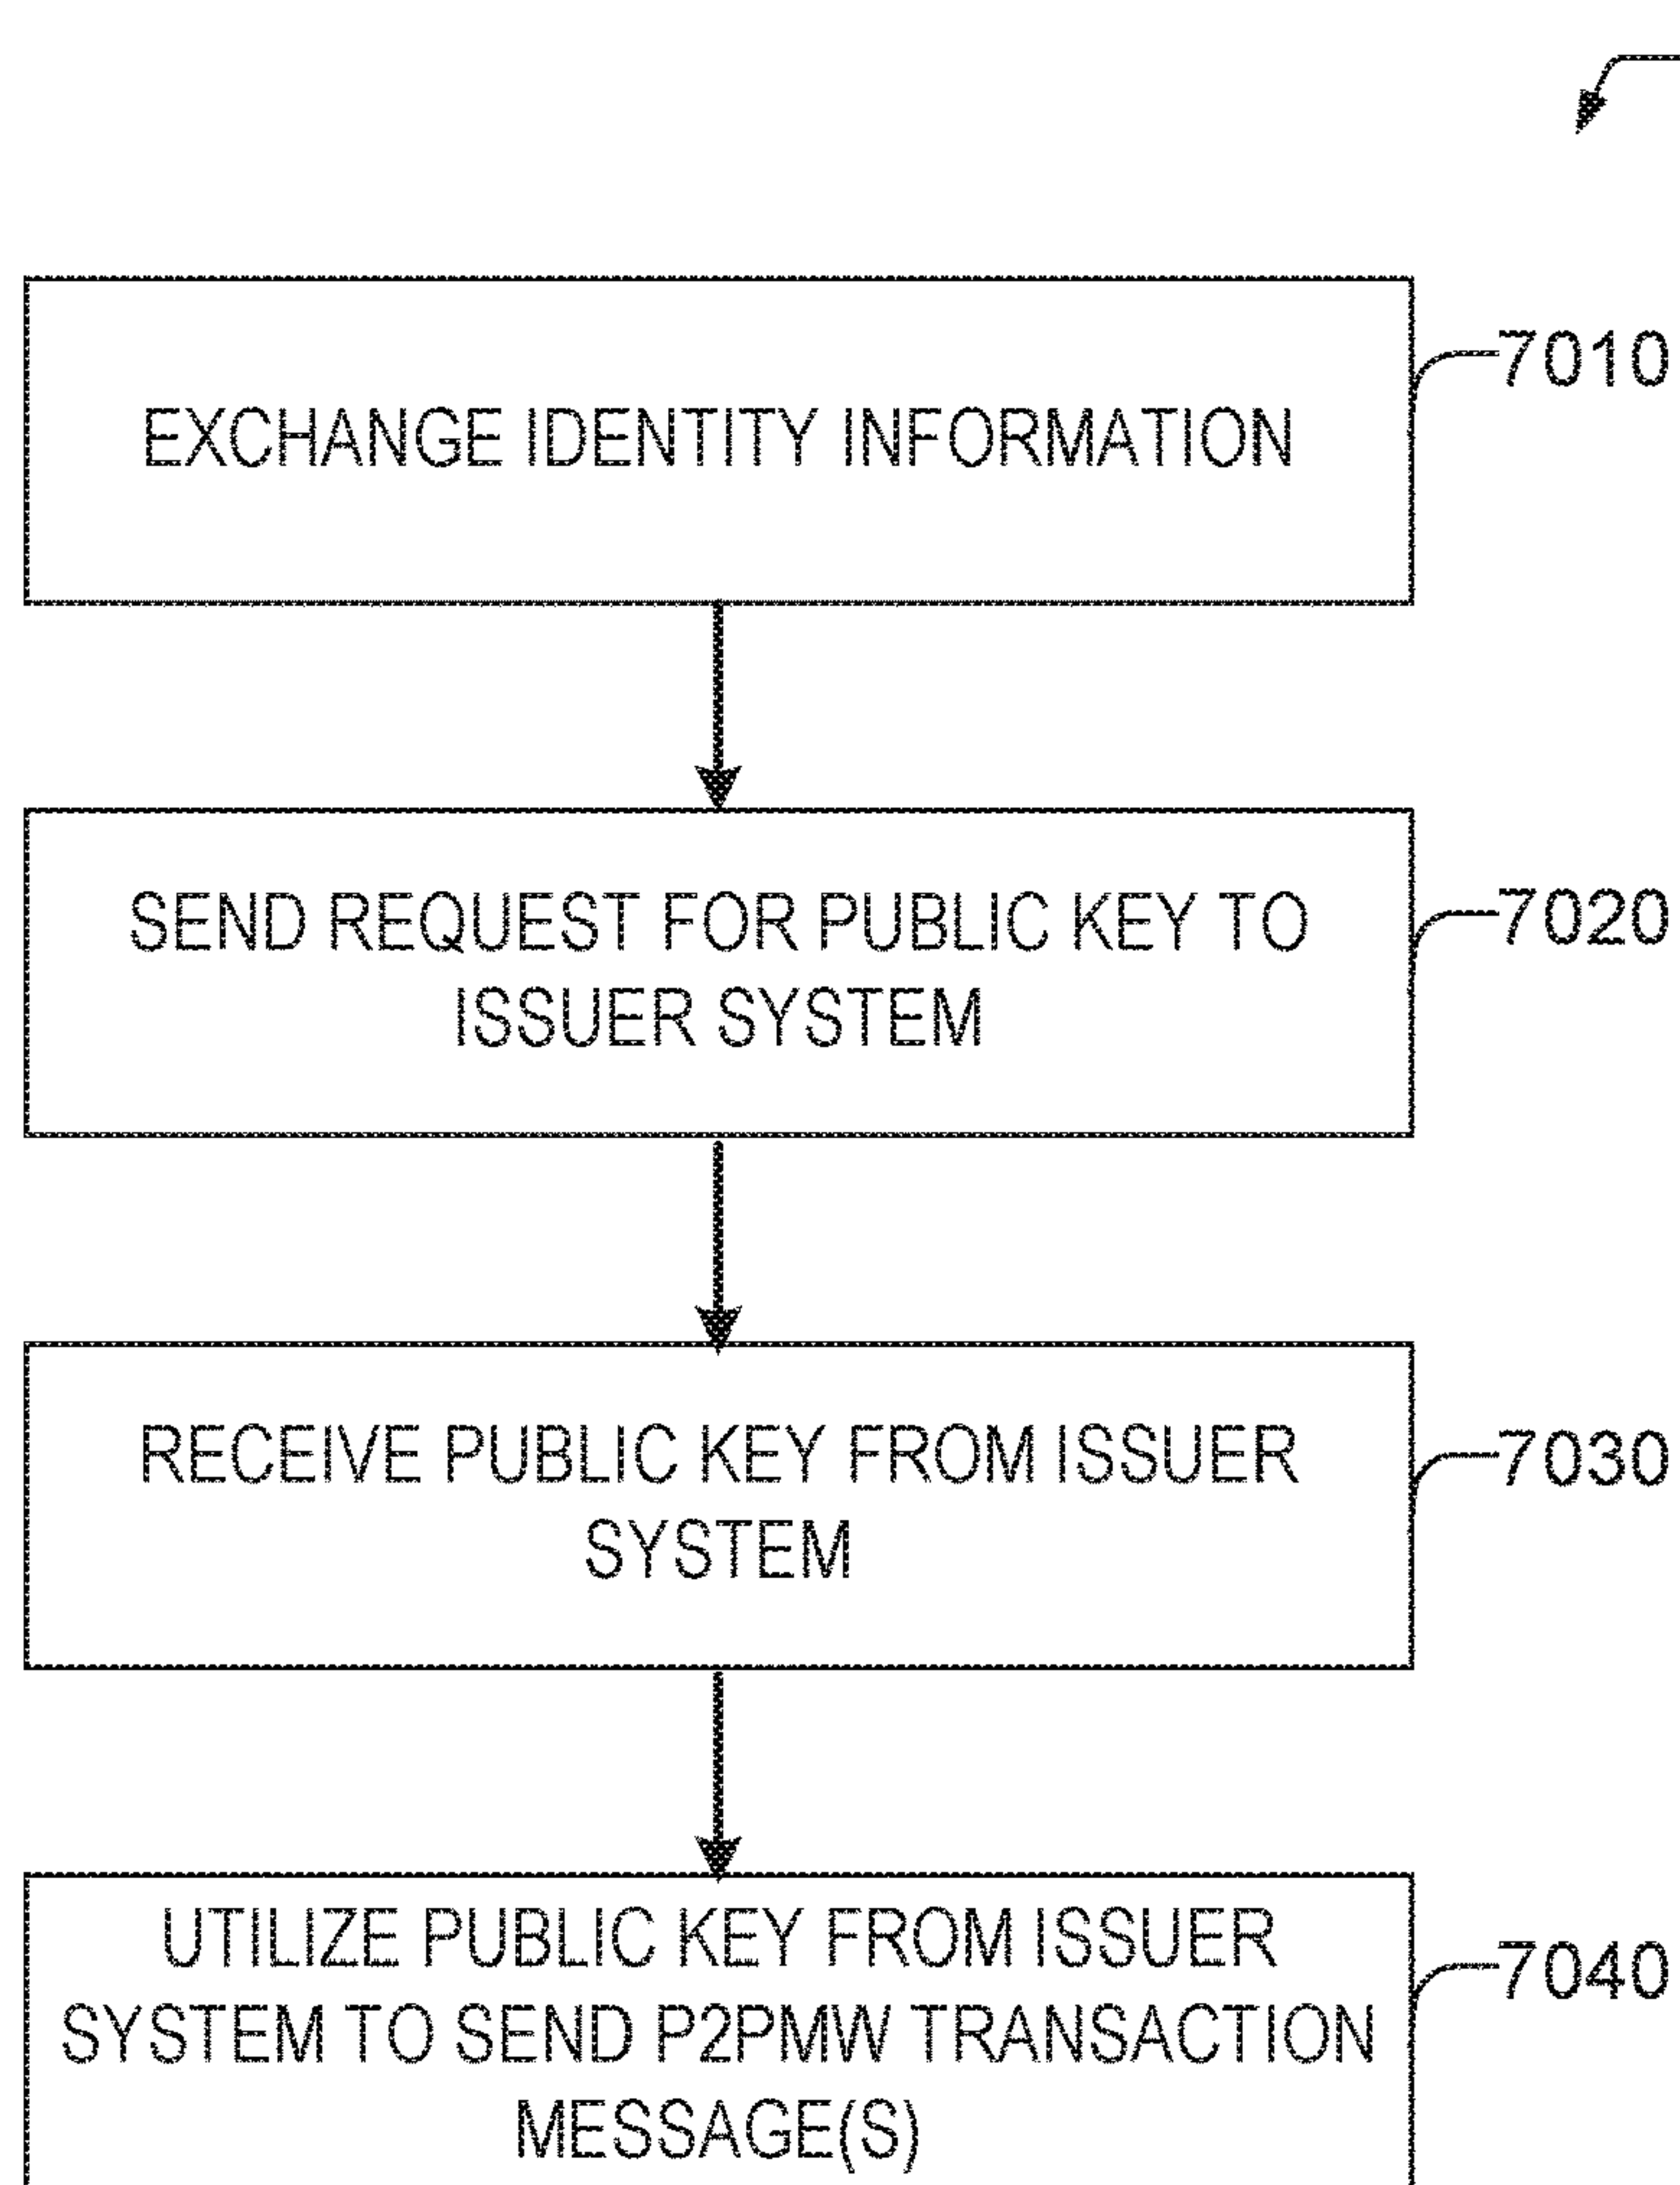 EXCHANGE IDENTITY INFORMATION
7010
SEND REQUEST FOR PUBLIC KEY TO
ISSUER SYSTEM
7020
RECEIVE PUBLIC KEY FROM ISSUER
SYSTEM
7030
UTILIZE PUBLIC KEY FROM ISSUER
SYSTEM TO SEND P2PMW TRANSACTION
MESSAGE(S)
7040